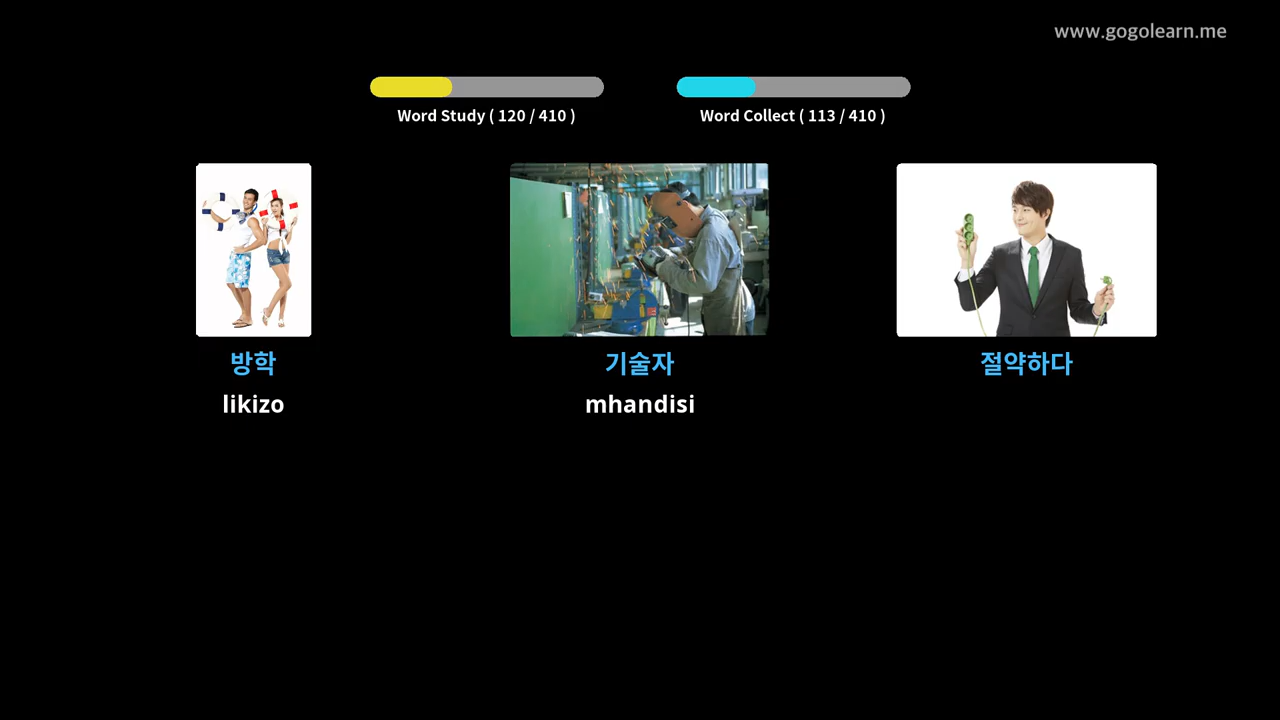 www.gogolearn.me
Word Study ( 120 / 410 )
Word Collect ( 113 / 410 )
방학
기술자
절약하다
likizo
mhandisi